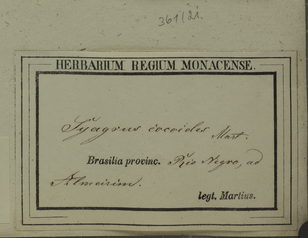 361/21.
HERBARIUM REGIUM MONACENSE.
Syagrus cocoides Mart.
Brasilia provinc. Rio Negro, ad
Almeirim.
legt. Martius.